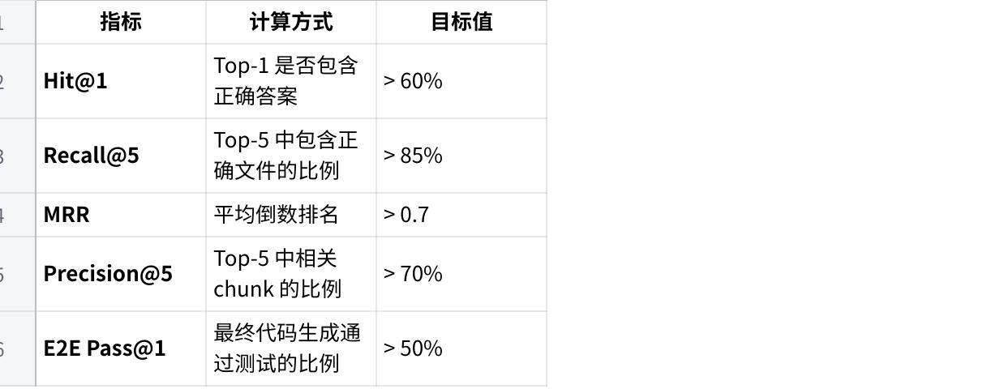 指标 计算方式 目标值
Hit@1
Top-1 是否包含
正确答案
> 60%
Recall@5
Top-5 中包含正
确文件的比例
> 85%
MRR
平均倒数排名
> 0.7
Precision@5
Top-5 中相关
chunk 的比例
> 70%
E2E Pass@1
最终代码生成通
过测试的比例
> 50%